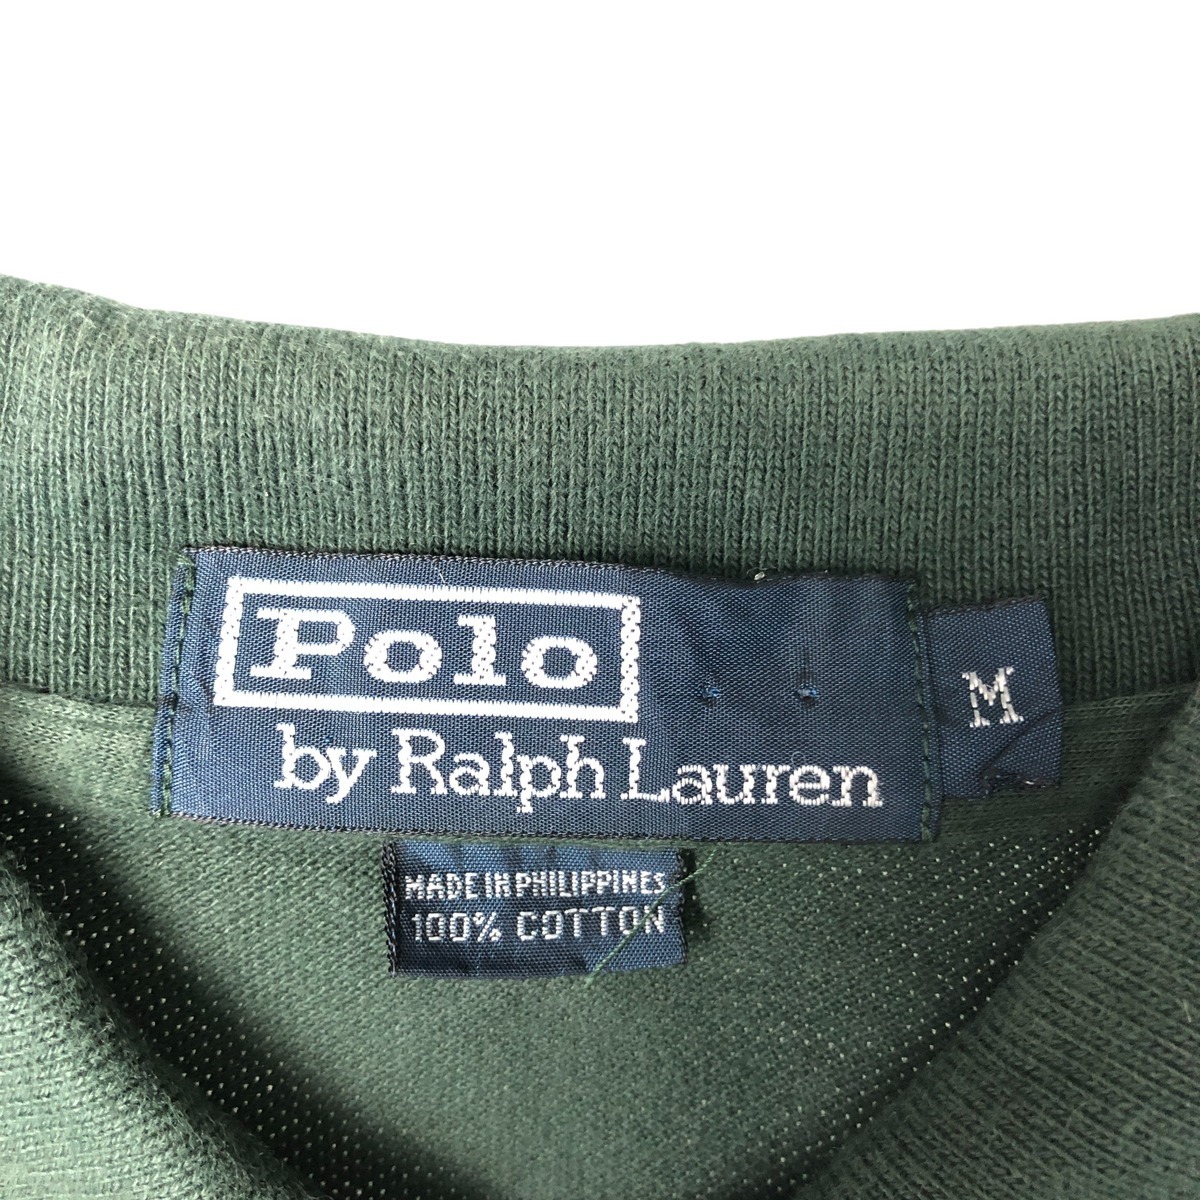 Polo
by Ralph Lauren
M
MADE IN PHILIPPINES
100% COTTON